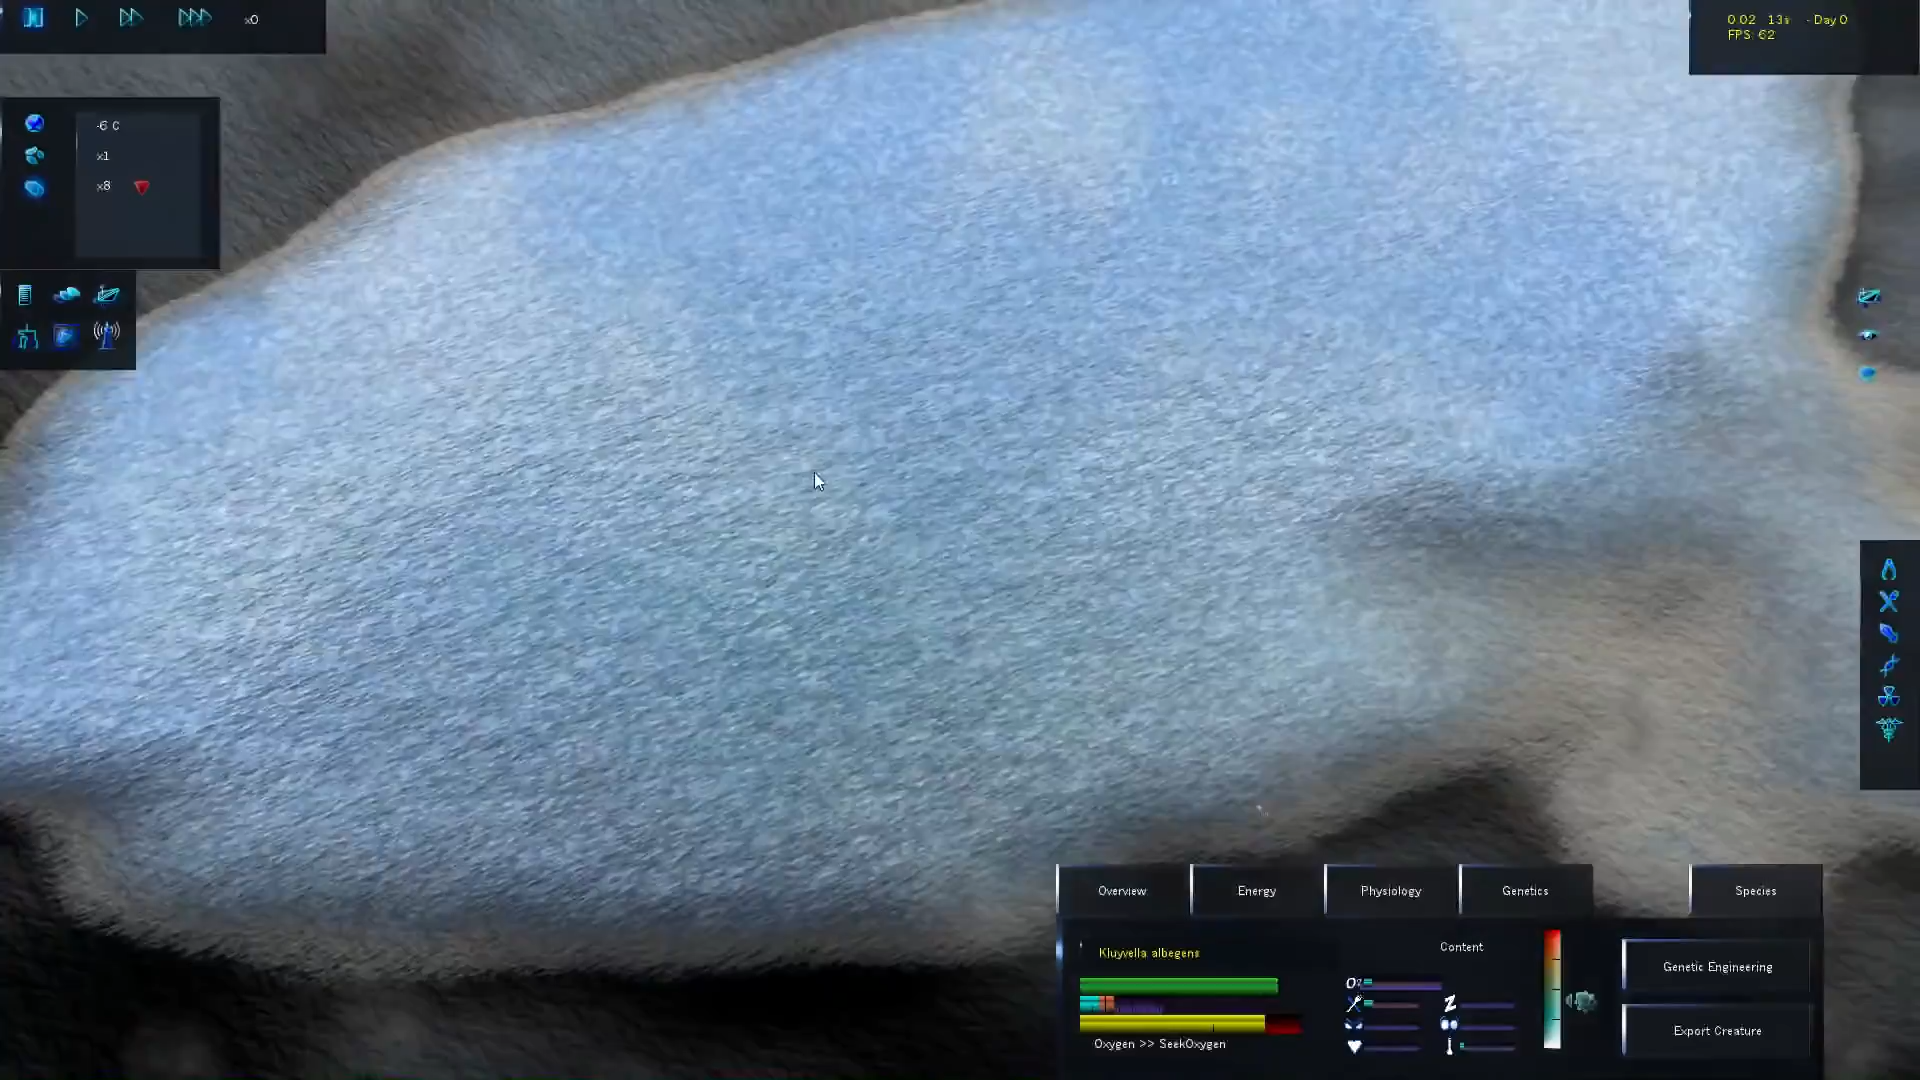 x0
0.02 13s - Day 0
FPS: 62
-6 C
x1
x8
Overview
Energy
Physiology
Genetics
Species
Kluyvella albegens
Content
O₂
Z
Genetic Engineering
Export Creature
Oxygen >> SeekOxygen